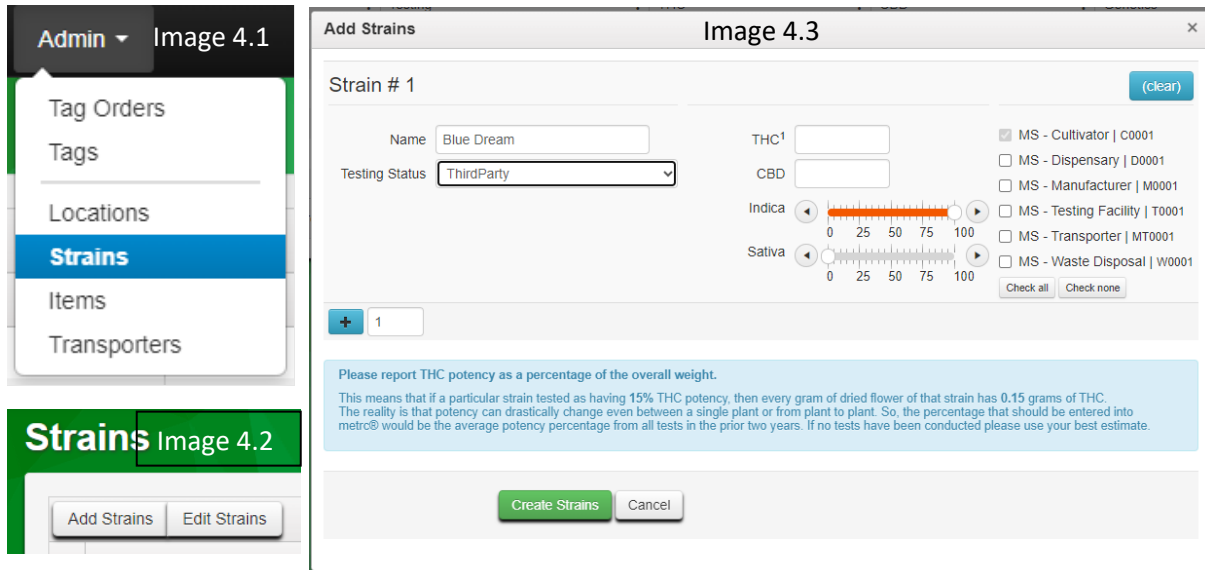 Admin
Image 4.1
Tag Orders
Tags
Locations
Strains
Items
Transporters
Strains
Image 4.2
Add Strains
Edit Strains
Add Strains
Image 4.3
×
Strain # 1
(clear)
Name
Blue Dream
Testing Status
ThirdParty
THC1
CBD
Indica
0 25 50 75 100
Sativa
0 25 50 75 100
MS - Cultivator | C0001
MS - Dispensary | D0001
MS - Manufacturer | M0001
MS - Testing Facility | T0001
MS - Transporter | MT0001
MS - Waste Disposal | W0001
Check all
Check none
+ 1
Please report THC potency as a percentage of the overall weight.
This means that if a particular strain tested as having 15% THC potency, then every gram of dried flower of that strain has 0.15 grams of THC.
The reality is that potency can drastically change even between a single plant or from plant to plant. So, the percentage that should be entered into
metrc® would be the average potency percentage from all tests in the prior two years. If no tests have been conducted please use your best estimate.
Create Strains
Cancel